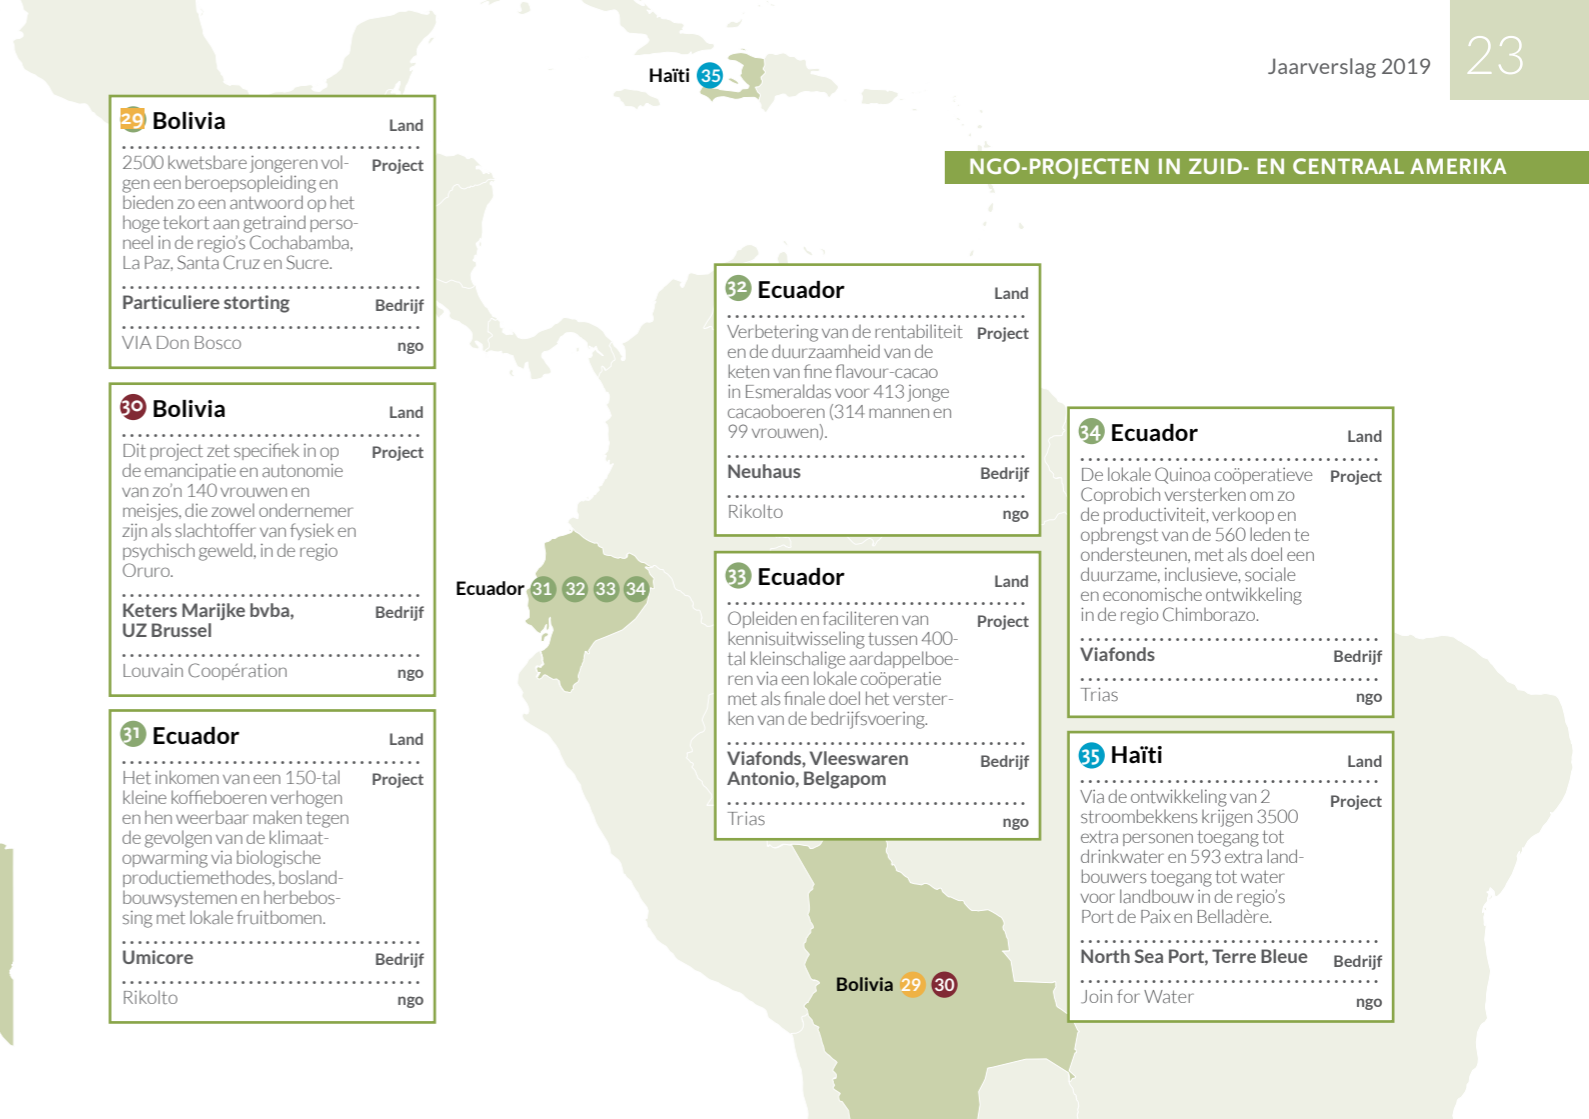 Jaarverslag 2019
23
NGO-PROJECTEN IN ZUID- EN CENTRAAL AMERIKA
Haïti 35
29 Bolivia Land
2500 kwetsbare jongeren vol- Project
gen een beroepsopleiding en
bieden zo een antwoord op het
hoge tekort aan getraind perso-
neel in de regio's Cochabamba,
La Paz, Santa Cruz en Sucre.
Particuliere storting Bedrijf
VIA Don Bosco ngo
30 Bolivia Land
Dit project zet specifiek in op Project
de emancipatie en autonomie
van zo'n 140 vrouwen en
meisjes, die zowel ondernemer
zijn als slachtoffer van fysiek en
psychisch geweld, in de regio
Oruro.
Keters Marijke bvba, Bedrijf
UZ Brussel
Louvain Coopération ngo
31 Ecuador Land
Het inkomen van een 150-tal Project
kleine koffieboeren verhogen
en hen weerbaar maken tegen
de gevolgen van de klimaat-
opwarming via biologische
productiemethodes, bosland-
bouwsystemen en herbebos-
sing met lokale fruitbomen.
Umicore Bedrijf
Rikolto ngo
Ecuador 31 32 33 34
32 Ecuador Land
Verbetering van de rentabiliteit Project
en de duurzaamheid van de
keten van fine flavour-cacao
in Esmeraldas voor 413 jonge
cacaoboeren (314 mannen en
99 vrouwen).
Neuhaus Bedrijf
Rikolto ngo
33 Ecuador Land
Opleiden en faciliteren van Project
kennisuitwisseling tussen 400-
tal kleinschalige aardappelboe-
ren via een lokale coöperatie
met als finale doel het verster-
ken van de bedrijfsvoering.
Viafonds, Vleeswaren Bedrijf
Antonio, Belgapom
Trias ngo
Bolivia 29 30
34 Ecuador Land
De lokale Quinoa coöperatieve Project
Coprobich versterken om zo
de productiviteit, verkoop en
opbrengst van de 560 leden te
ondersteunen, met als doel een
duurzame, inclusieve, sociale
en economische ontwikkeling
in de regio Chimborazo.
Viafonds Bedrijf
Trias ngo
35 Haïti Land
Via de ontwikkeling van 2 Project
stroombekkens krijgen 3500
extra personen toegang tot
drinkwater en 593 extra land-
bouwers toegang tot water
voor landbouw in de regio's
Port de Paix en Belladère.
North Sea Port, Terre Bleue Bedrijf
Join for Water ngo